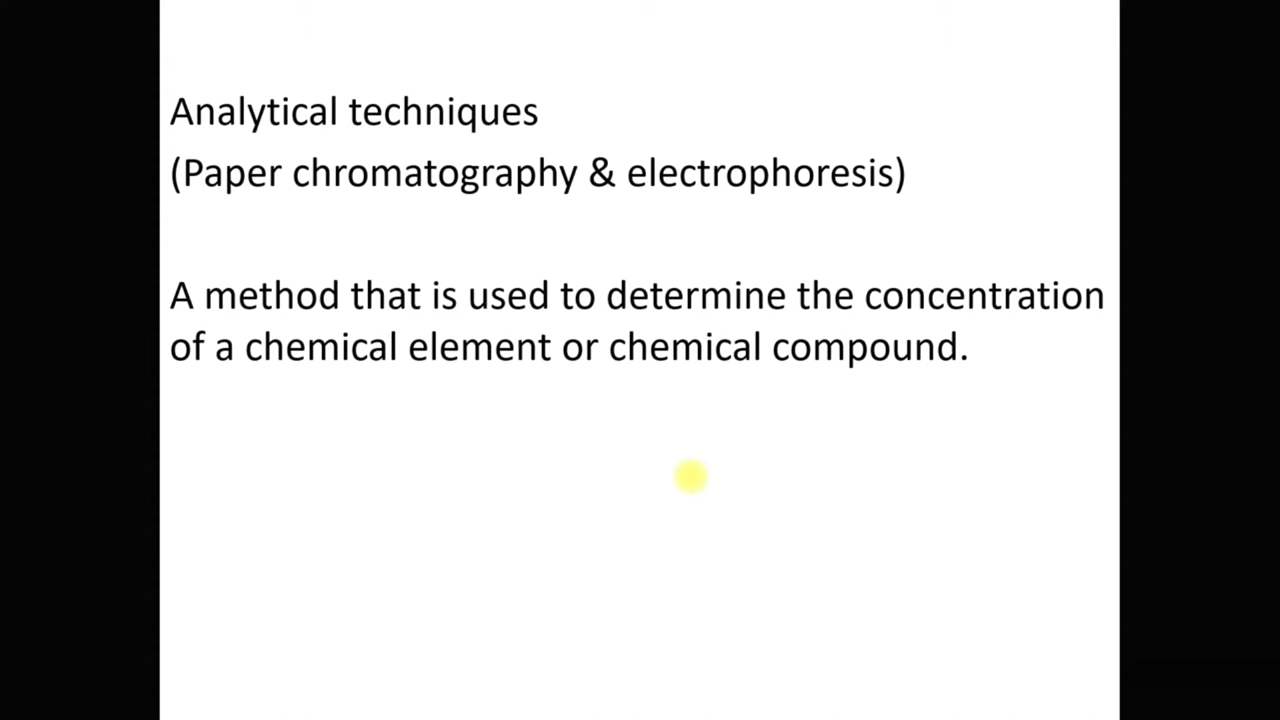 Analytical techniques
(Paper chromatography & electrophoresis)
A method that is used to determine the concentration
of a chemical element or chemical compound.